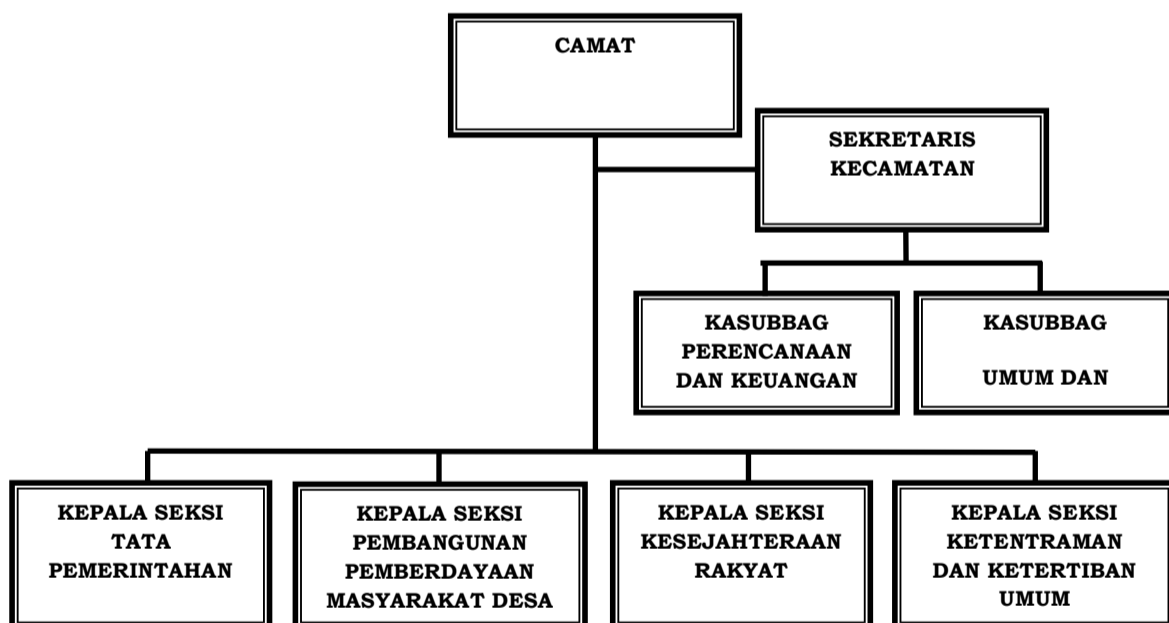 CAMAT
SEKRETARIS
KECAMATAN
KASUBBAG
PERENCANAAN
DAN KEUANGAN
KASUBBAG
UMUM DAN
KEPALA SEKSI
TATA
PEMERINTAHAN
KEPALA SEKSI
PEMBANGUNAN
PEMBERDAYAAN
MASYARAKAT DESA
KEPALA SEKSI
KESEJAHTERAAN
RAKYAT
KEPALA SEKSI
KETENTRAMAN
DAN KETERTIBAN
UMUM